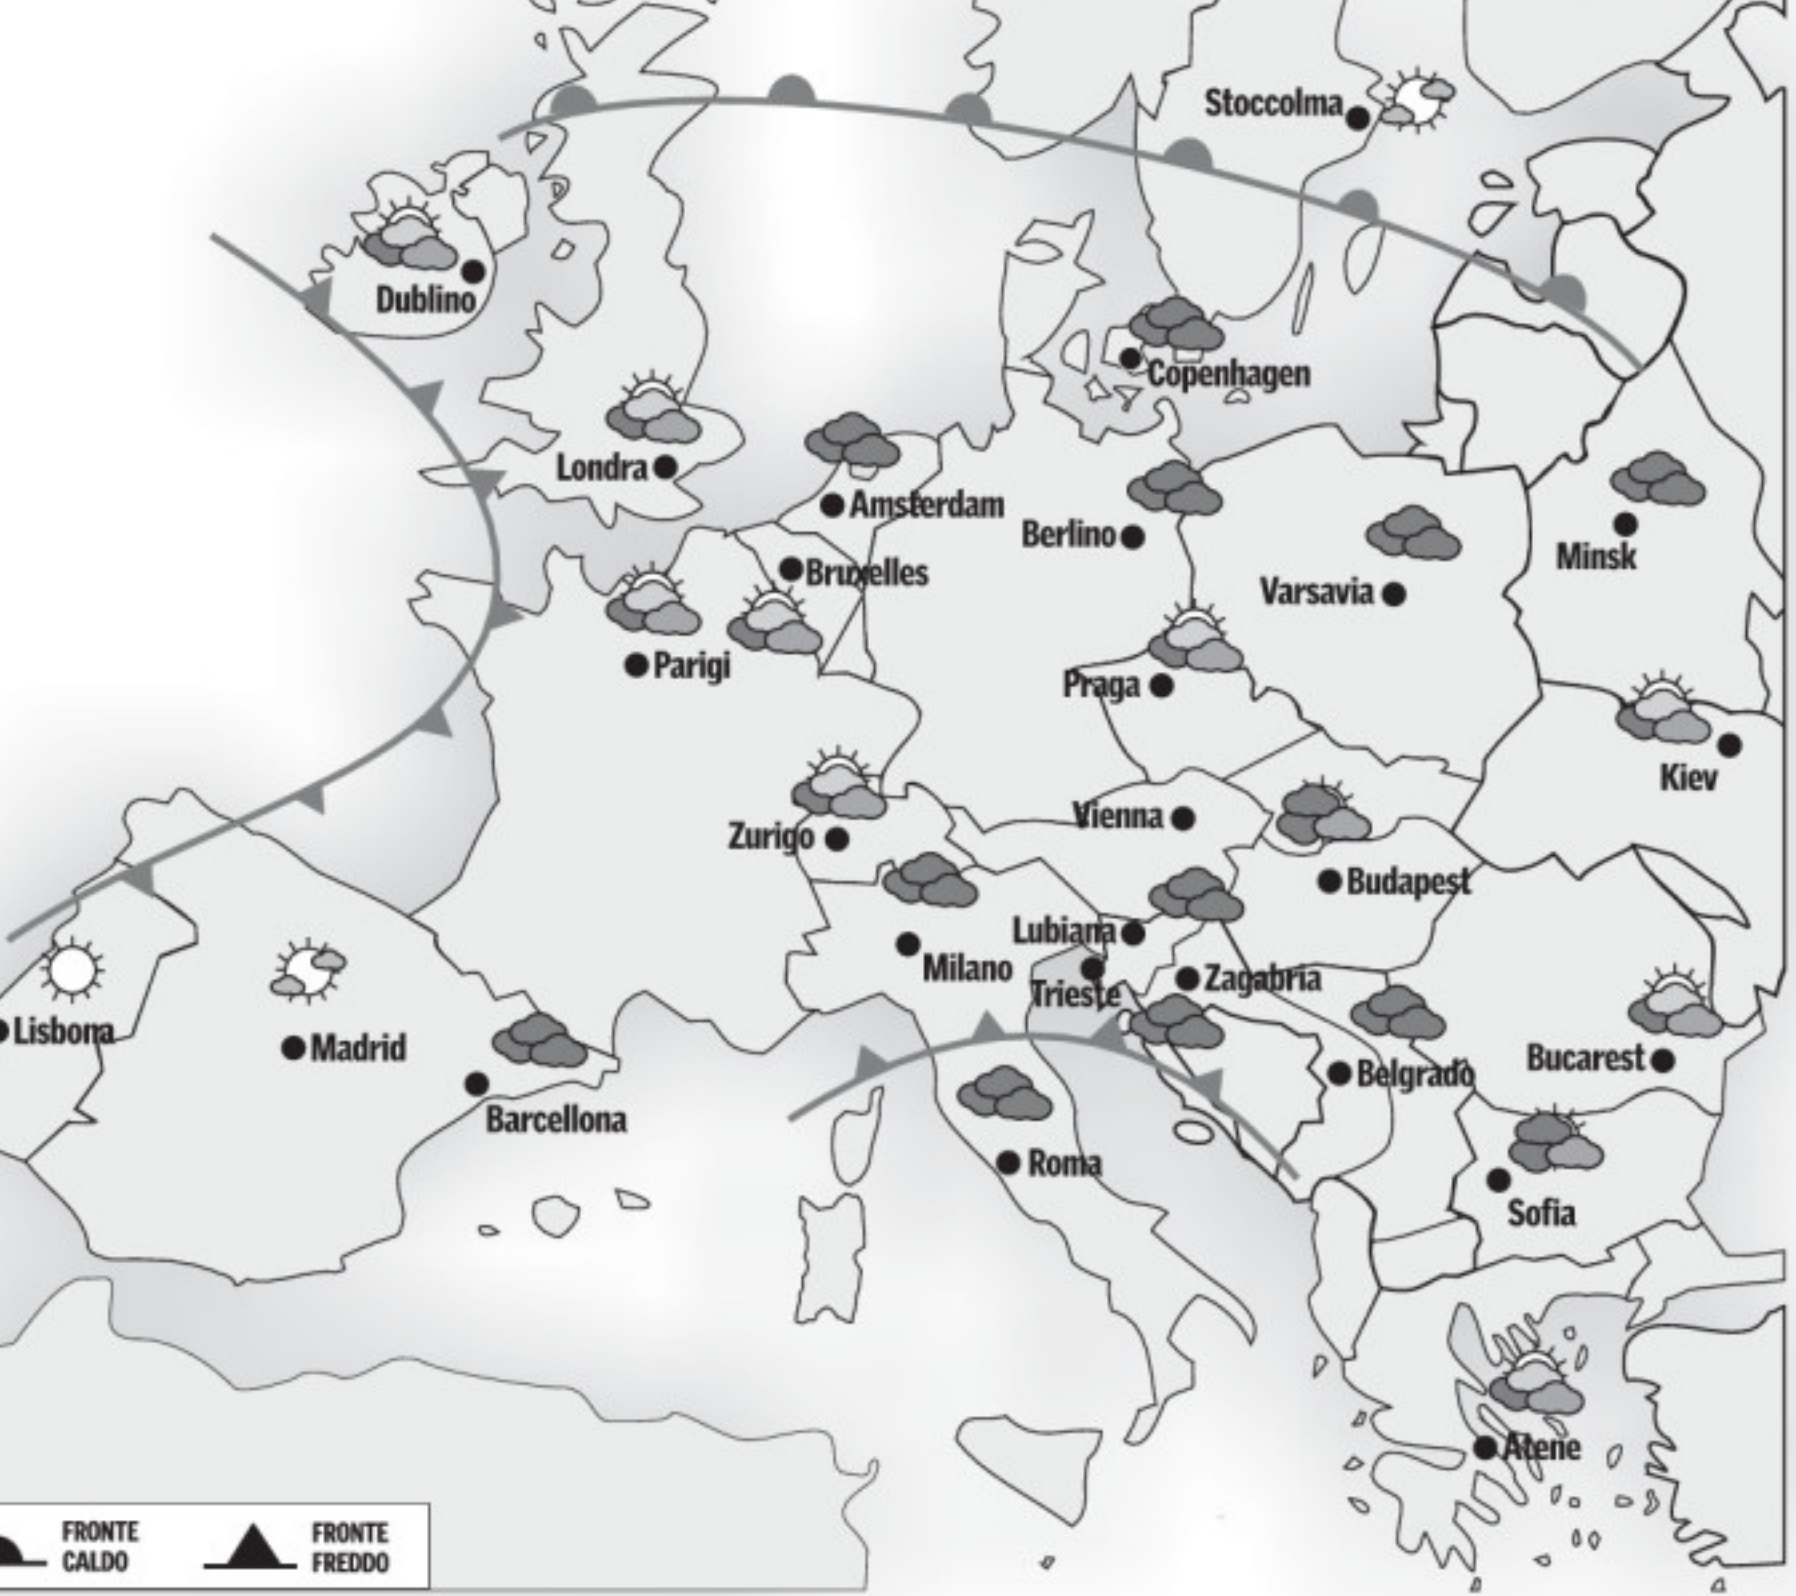 Stoccolma
Dublino
Copenhagen
Londra
Amsterdam
Berlino
Minsk
Bruxelles
Varsavia
Parigi
Praga
Kiev
Vienna
Zurigo
Budapest
Lubiana
Milano
Zagabria
Trieste
Lisbona
Madrid
Bucarest
Belgrado
Barcellona
Roma
Sofia
Atene
FRONTE
CALDO
FRONTE
FREDDO